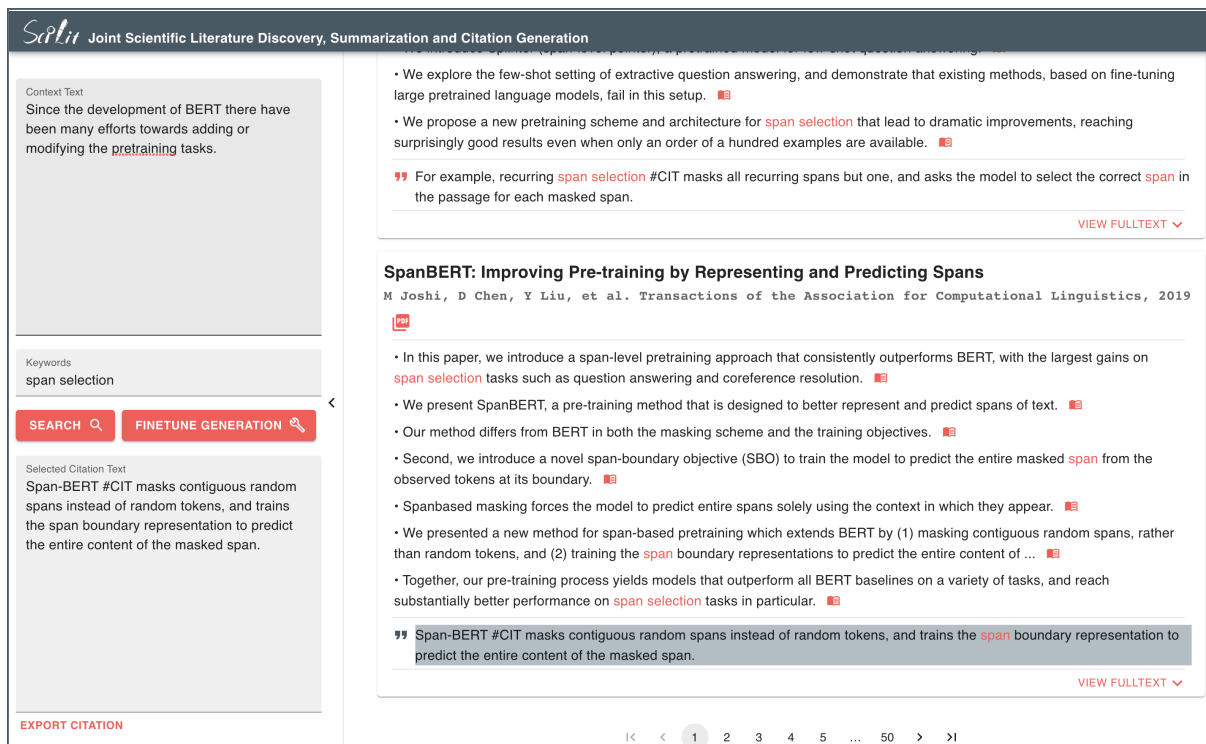 SciLit Joint Scientific Literature Discovery, Summarization and Citation Generation
Context Text
Since the development of BERT there have
been many efforts towards adding or
modifying the pretraining tasks.
Keywords
span selection
SEARCH
FINETUNE GENERATION
Selected Citation Text
Span-BERT #CIT masks contiguous random
spans instead of random tokens, and trains
the span boundary representation to predict
the entire content of the masked span.
EXPORT CITATION
• We explore the few-shot setting of extractive question answering, and demonstrate that existing methods, based on fine-tuning
large pretrained language models, fail in this setup.
• We propose a new pretraining scheme and architecture for span selection that lead to dramatic improvements, reaching
surprisingly good results even when only an order of a hundred examples are available.
For example, recurring span selection #CIT masks all recurring spans but one, and asks the model to select the correct span in
the passage for each masked span.
VIEW FULLTEXT
SpanBERT: Improving Pre-training by Representing and Predicting Spans
M Joshi, D Chen, Y Liu, et al. Transactions of the Association for Computational Linguistics, 2019
PDF
• In this paper, we introduce a span-level pretraining approach that consistently outperforms BERT, with the largest gains on
span selection tasks such as question answering and coreference resolution.
• We present SpanBERT, a pre-training method that is designed to better represent and predict spans of text.
• Our method differs from BERT in both the masking scheme and the training objectives.
• Second, we introduce a novel span-boundary objective (SBO) to train the model to predict the entire masked span from the
observed tokens at its boundary.
• Spanbased masking forces the model to predict entire spans solely using the context in which they appear.
• We presented a new method for span-based pretraining which extends BERT by (1) masking contiguous random spans, rather
than random tokens, and (2) training the span boundary representations to predict the entire content of ...
• Together, our pre-training process yields models that outperform all BERT baselines on a variety of tasks, and reach
substantially better performance on span selection tasks in particular.
Span-BERT #CIT masks contiguous random spans instead of random tokens, and trains the span boundary representation to
predict the entire content of the masked span.
VIEW FULLTEXT
1 2 3 4 5 ... 50